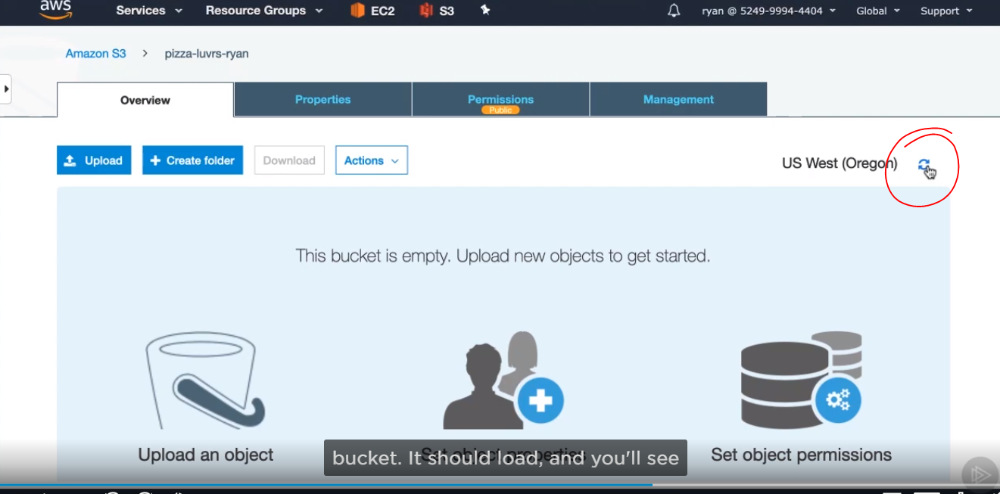 aws Services Resource Groups EC2 S3 ryan @ 5249-9994-4404 Global Support
Amazon S3 > pizza-luvrs-ryan
Overview Properties Permissions Management
Public
Upload Create folder Download Actions US West (Oregon)
This bucket is empty. Upload new objects to get started.
Upload an object Set object properties Set object permissions
bucket. It should load, and you'll see